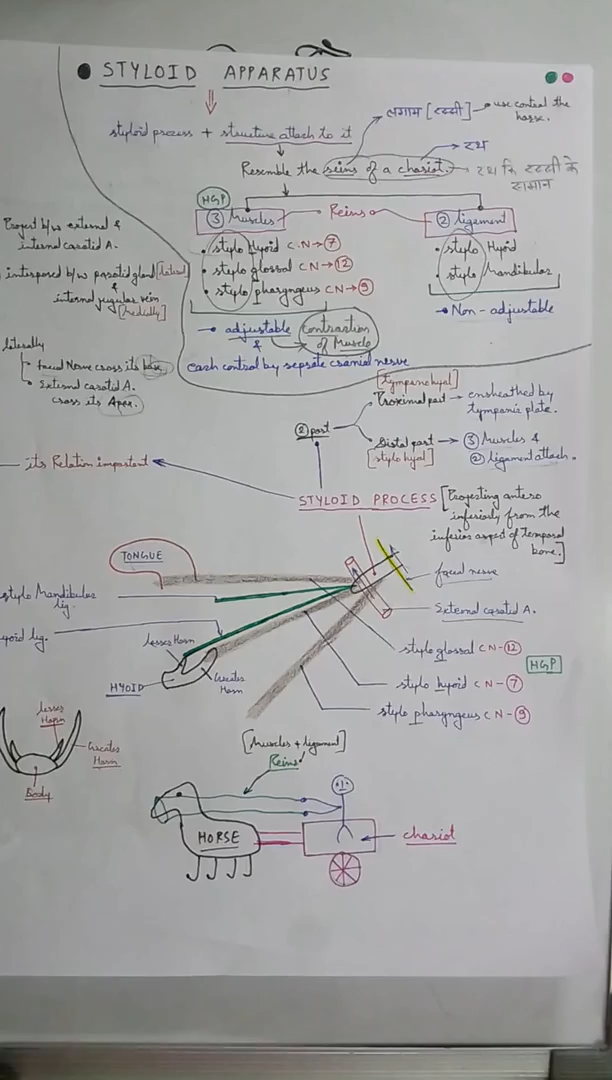 STYLOID APPARATUS
styloid process + structure attach to it
लगाम [रस्सी] → use control the horse.
Resemble the reins of a chariot.
→ रथ
→ रथ कि रस्सी के समान
HGP
③ Muscles
Reins
② ligament
• stylo Hyoid C.N→⑦
• stylo glossal CN→⑫
• stylo pharyngeus CN→⑨
• stylo Hyoid
• stylo Mandibular
→ adjustable → contraction of Muscle
&
each control by seprate cranial nerve
→ Non-adjustable
Project b/w external &
internal carotid A.
interposed b/w parotid gland [lateral]
&
internal jugular vein
[Medially]
laterally
→ facial Nerve cross its base
→ External carotid A.
cross its Apex.
② part
[tympanohyal]
Proximal part → ensheathed by
tympanic plate.
Distal part → ③ Muscles &
[stylo hyal]
② ligament attach.
its Relation important
STYLOID PROCESS
[Projecting antero
inferiorly from the
inferior aspect of temporal
bone.]
TONGUE
facial nerve
External carotid A.
stylo Mandibular
lig.
yoid lig.
lesser Horn
Greater
Horn
HYOID
stylo glossal CN-⑫
HGP
stylo hyoid CN-⑦
stylo pharyngeus CN-⑨
lesser
Horn
Greater
Horn
Body
[Muscles + ligament]
Reins
HORSE
chariot